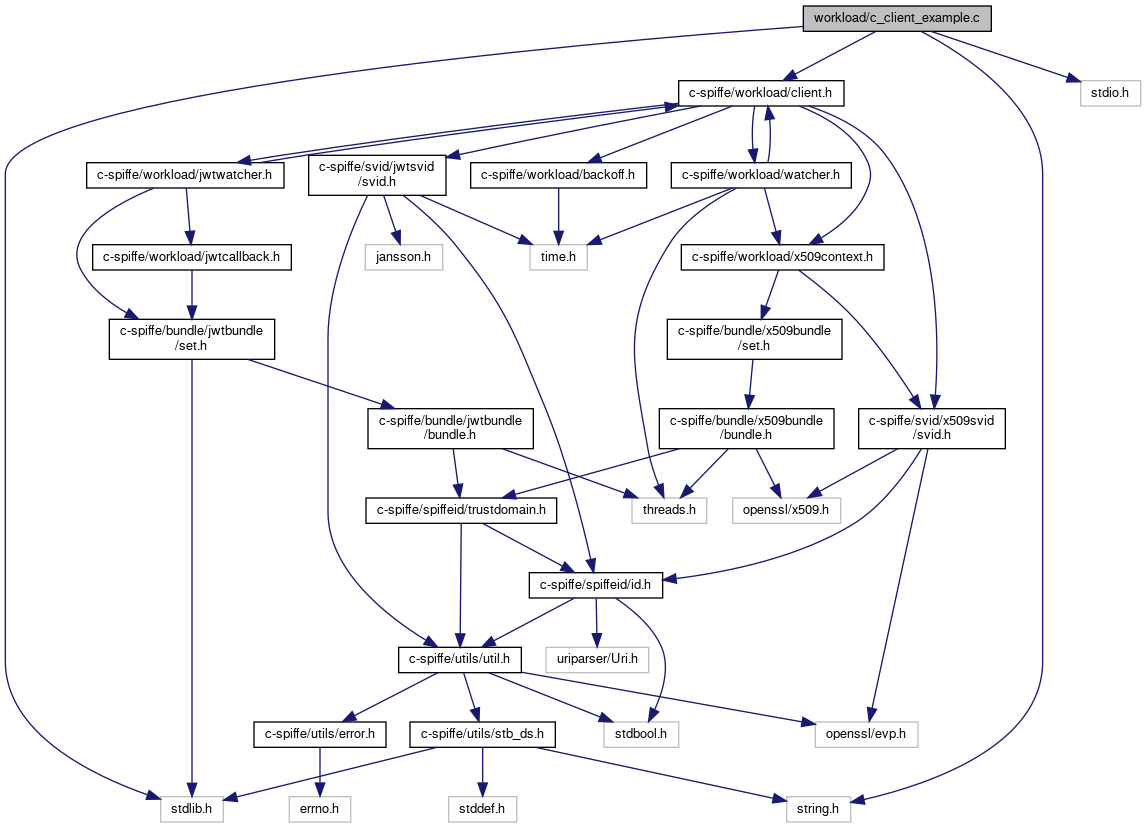 workload/c_client_example.c
c-spiffe/workload/client.h
stdio.h
c-spiffe/workload/jwtwatcher.h
c-spiffe/svid/jwtsvid
/svid.h
c-spiffe/workload/backoff.h
c-spiffe/workload/watcher.h
c-spiffe/workload/jwtcallback.h
jansson.h
time.h
c-spiffe/workload/x509context.h
c-spiffe/bundle/jwtbundle
/set.h
c-spiffe/bundle/x509bundle
/set.h
c-spiffe/bundle/jwtbundle
/bundle.h
c-spiffe/bundle/x509bundle
/bundle.h
c-spiffe/svid/x509svid
/svid.h
c-spiffe/spiffeid/trustdomain.h
threads.h
openssl/x509.h
c-spiffe/spiffeid/id.h
c-spiffe/utils/util.h
uriparser/Uri.h
c-spiffe/utils/error.h
c-spiffe/utils/stb_ds.h
stdbool.h
openssl/evp.h
stdlib.h
errno.h
stddef.h
string.h